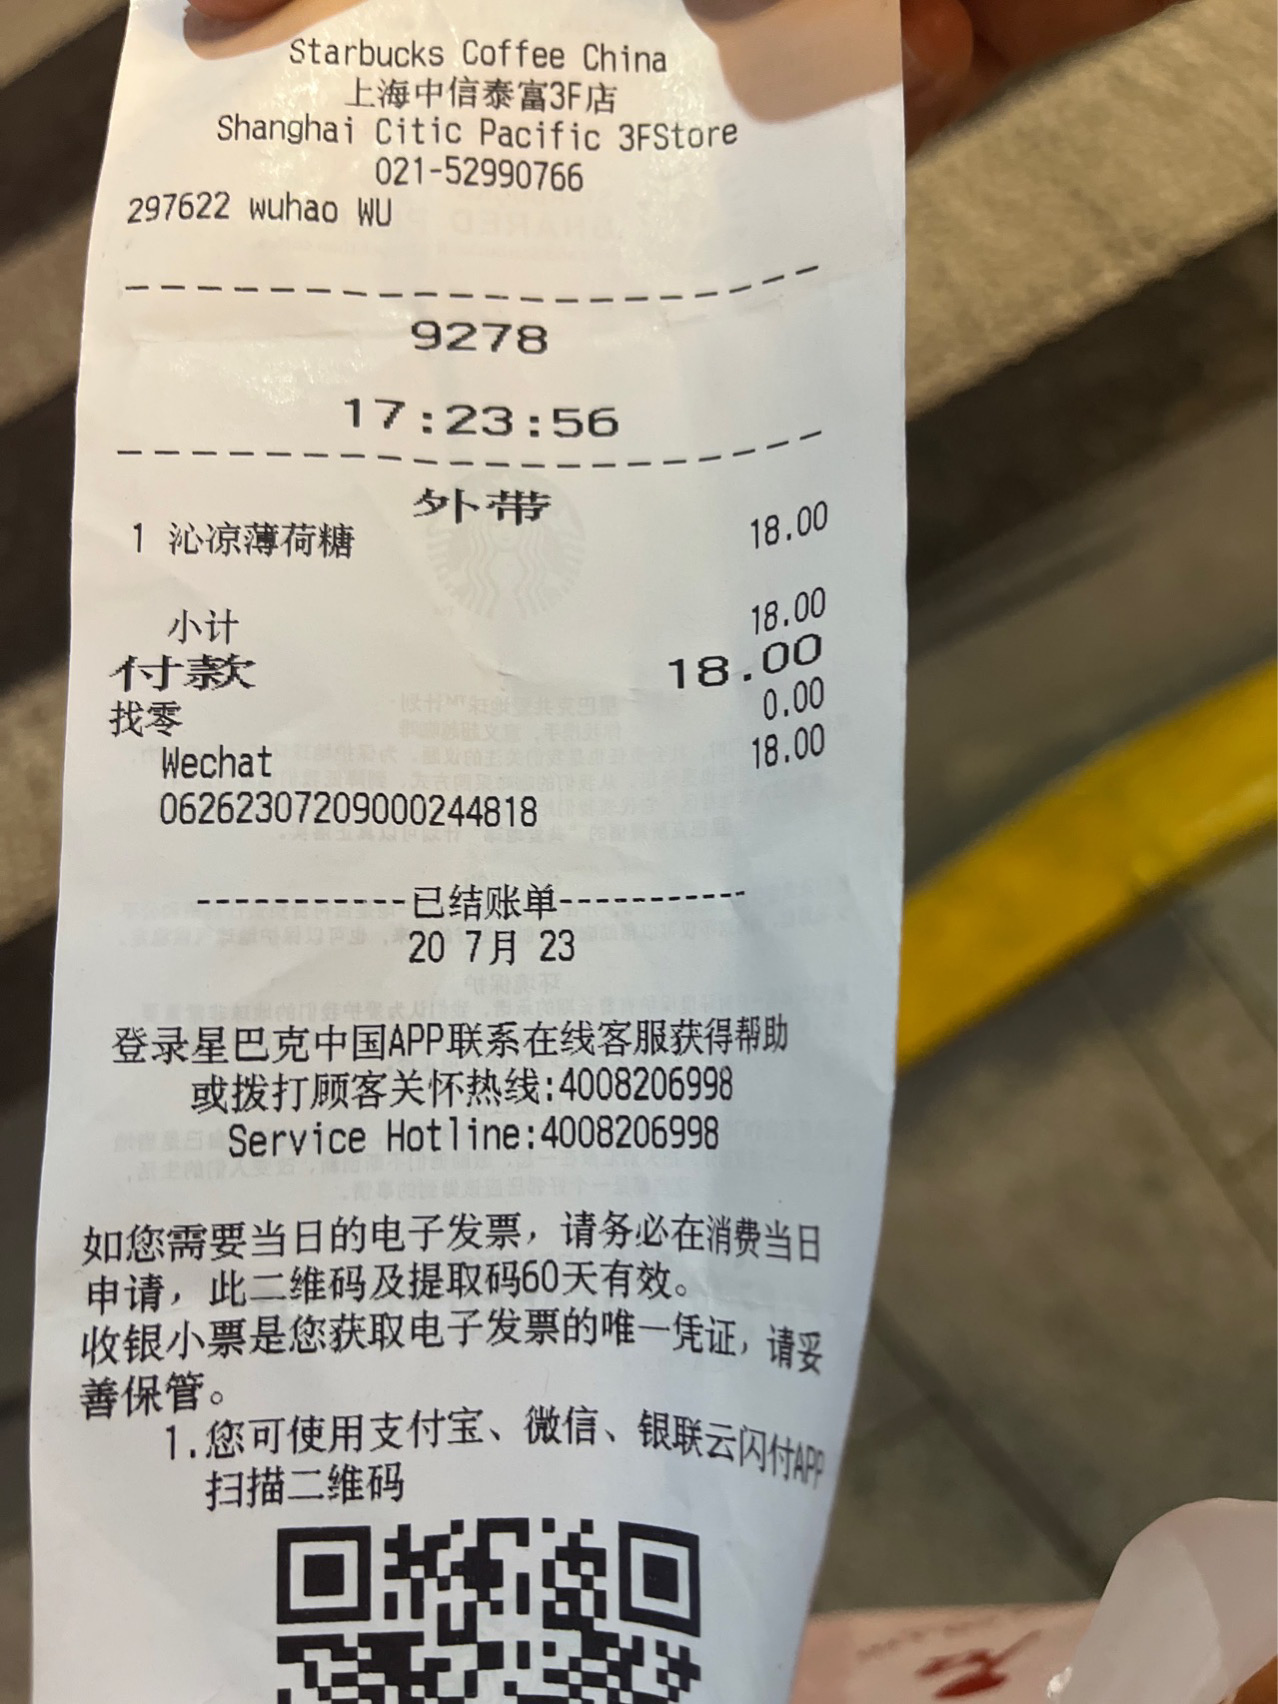 Starbucks Coffee China
上海中信泰富3F店
Shanghai Citic Pacific 3FStore
021-52990766
297622 wuhao WU
9278
17:23:56
外带
1 沁凉薄荷糖 18.00
小计 18.00
付款 18.00
找零 0.00
Wechat 18.00
06262307209000244818
------------已结账单-----------
20 7月 23
登录星巴克中国APP联系在线客服获得帮助
或拨打顾客关怀热线:4008206998
Service Hotline:4008206998
如您需要当日的电子发票，请务必在消费当日
申请，此二维码及提取码60天有效。
收银小票是您获取电子发票的唯一凭证，请妥
善保管。
1.您可使用支付宝、微信、银联云闪付APP
扫描二维码